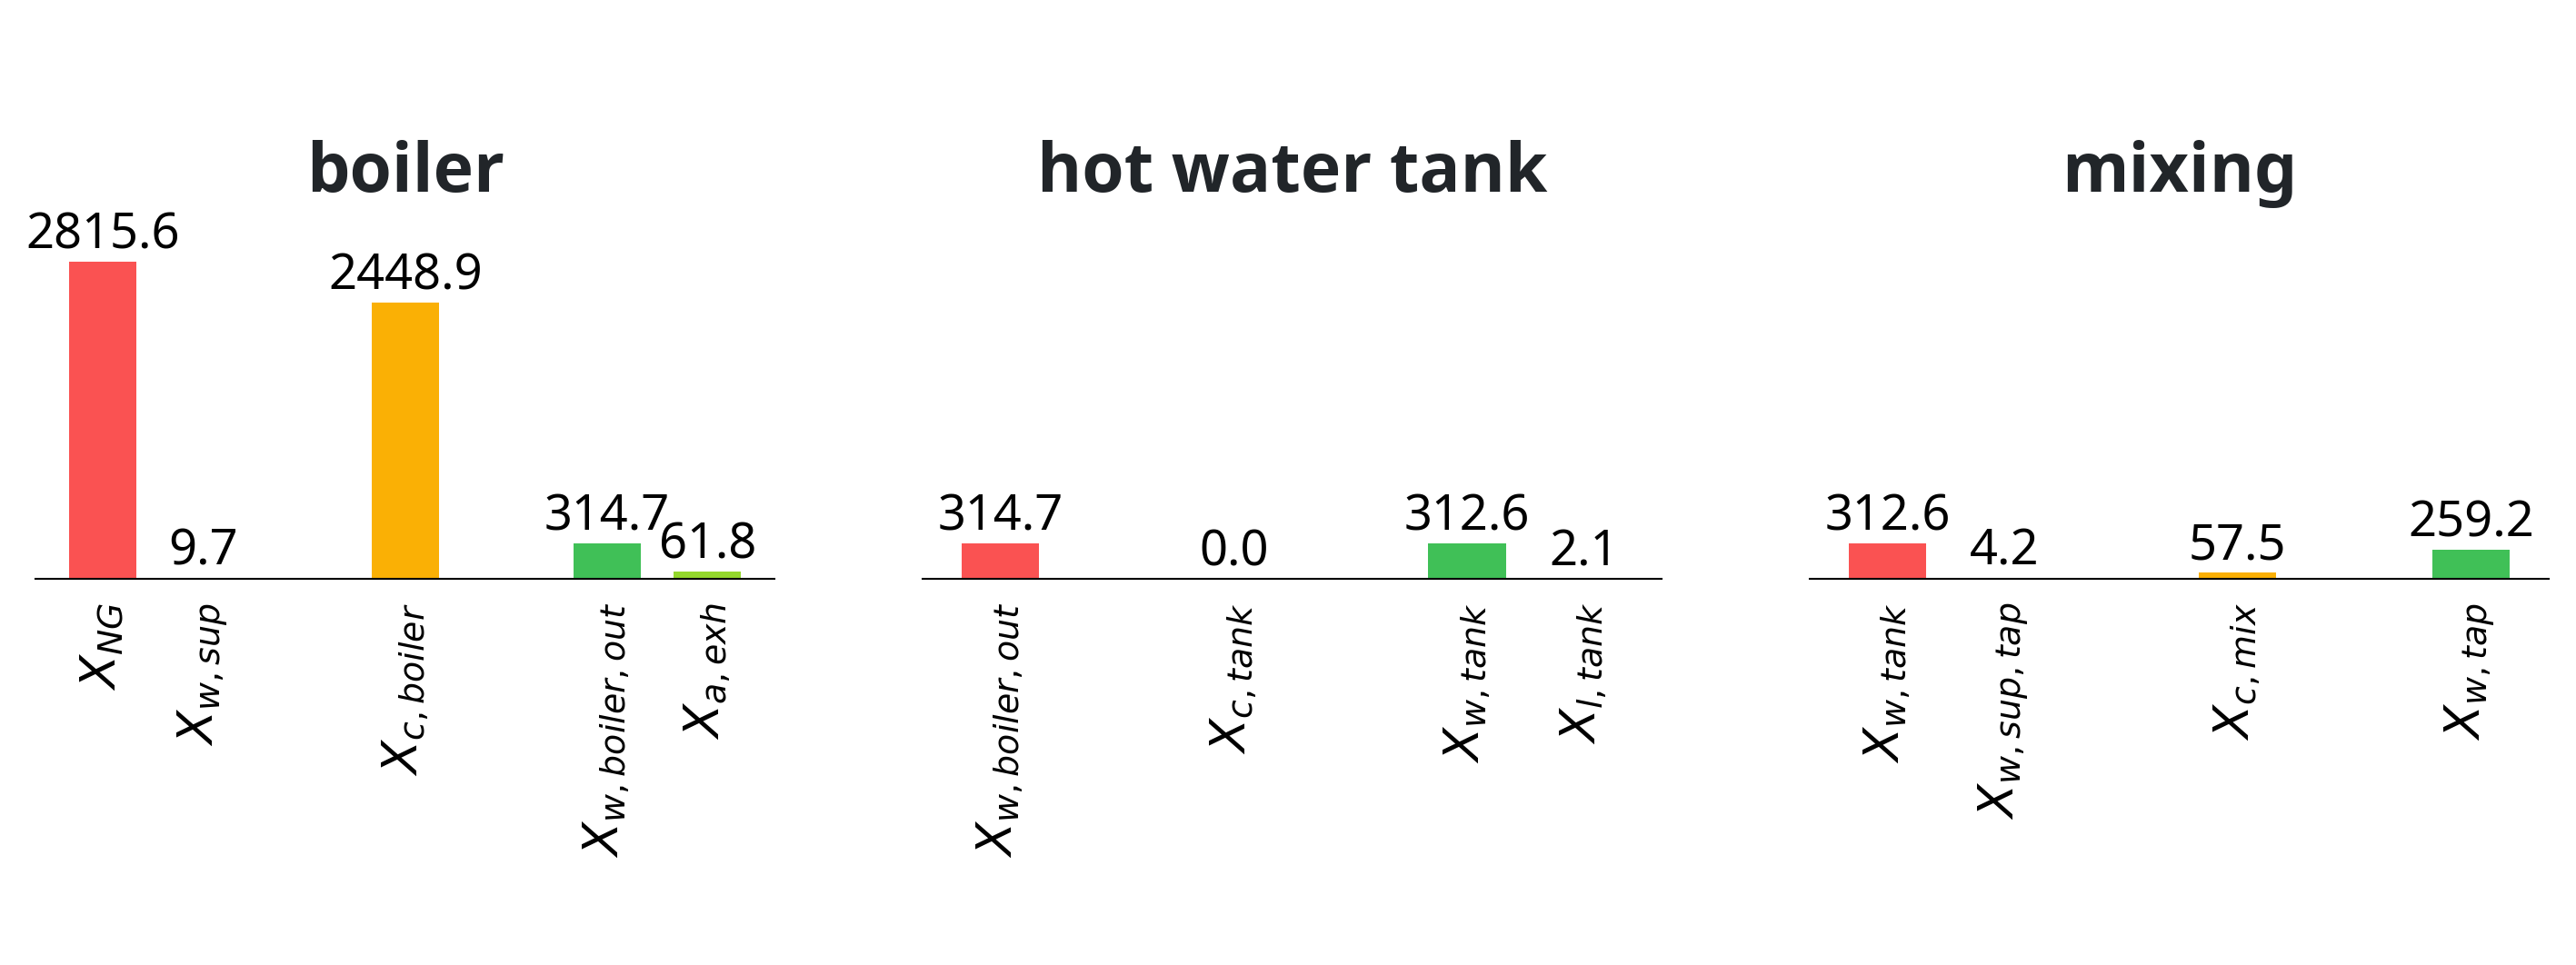 boiler
2815.6
9.7
2448.9
314.7
61.8
X_NG
X_w,sup
X_c,boiler
X_w,boiler,out
X_a,exh
hot water tank
314.7
0.0
312.6
2.1
X_w,boiler,out
X_c,tank
X_w,tank
X_l,tank
mixing
312.6
4.2
57.5
259.2
X_w,tank
X_w,sup,tap
X_c,mix
X_w,tap